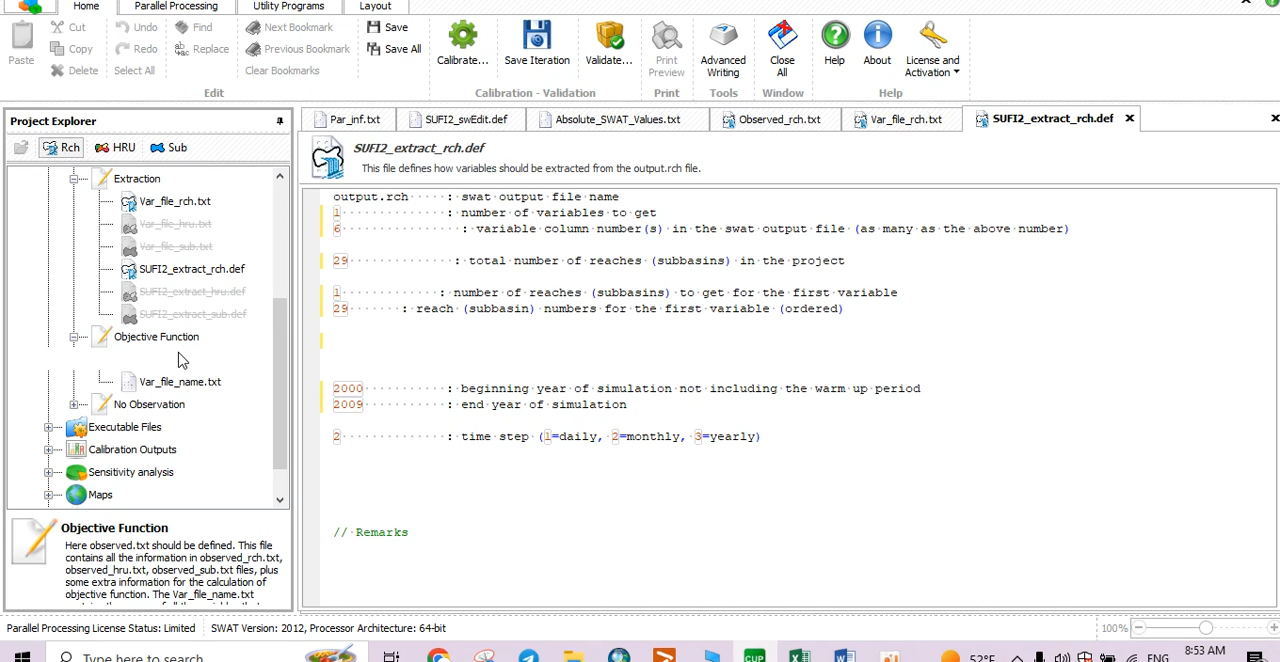 Home Parallel Processing Utility Programs Layout
Paste
Cut
Copy
Delete
Undo
Redo
Select All
Find
Replace
Next Bookmark
Previous Bookmark
Clear Bookmarks
Save
Save All
Calibrate...
Save Iteration
Validate...
Print
Preview
Advanced
Writing
Close
All
Help
About
License and
Activation
Edit
Calibration - Validation
Print
Tools
Window
Help
Project Explorer
Rch HRU Sub
Extraction
Var_file_rch.txt
Var_file_hru.txt
Var_file_sub.txt
SUFI2_extract_rch.def
SUFI2_extract_hru.def
SUFI2_extract_sub.def
Objective Function
Var_file_name.txt
No Observation
Executable Files
Calibration Outputs
Sensitivity analysis
Maps
Objective Function
Here observed.txt should be defined. This file
contains all the information in observed_rch.txt,
observed_hru.txt, observed_sub.txt files, plus
some extra information for the calculation of
objective function. The Var_file_name.txt
Par_inf.txt SUFI2_swEdit.def Absolute_SWAT_Values.txt Observed_rch.txt Var_file_rch.txt SUFI2_extract_rch.def
SUFI2_extract_rch.def
This file defines how variables should be extracted from the output.rch file.
output.rch : swat output file name
1 : number of variables to get
6 : variable column number(s) in the swat output file (as many as the above number)
29 : total number of reaches (subbasins) in the project
1 : number of reaches (subbasins) to get for the first variable
29 : reach (subbasin) numbers for the first variable (ordered)
2000 : beginning year of simulation not including the warm up period
2009 : end year of simulation
2 : time step (1=daily, 2=monthly, 3=yearly)
// Remarks
Parallel Processing License Status: Limited SWAT Version: 2012, Processor Architecture: 64-bit
100%
Type here to search
CUP
52°F
ENG
8:53 AM